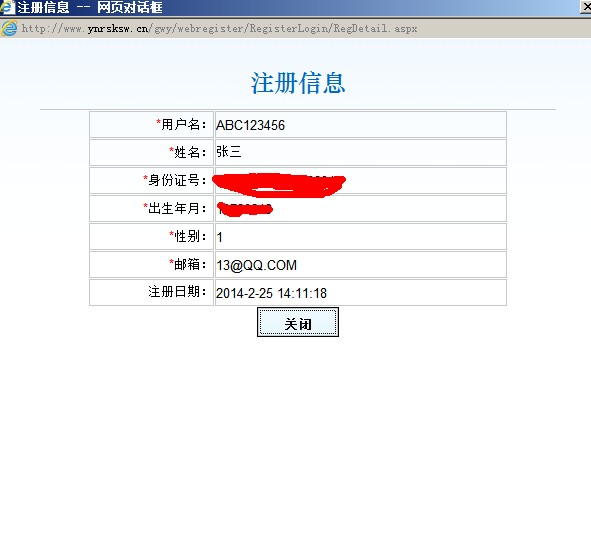 注册信息 -- 网页对话框
http://www.ynrsksw.cn/gwy/webregister/RegisterLogin/RegDetail.aspx
注册信息
*用户名： ABC123456
*姓名： 张三
*身份证号：
*出生年月：
*性别： 1
*邮箱： 13@QQ.COM
注册日期： 2014-2-25 14:11:18
关闭